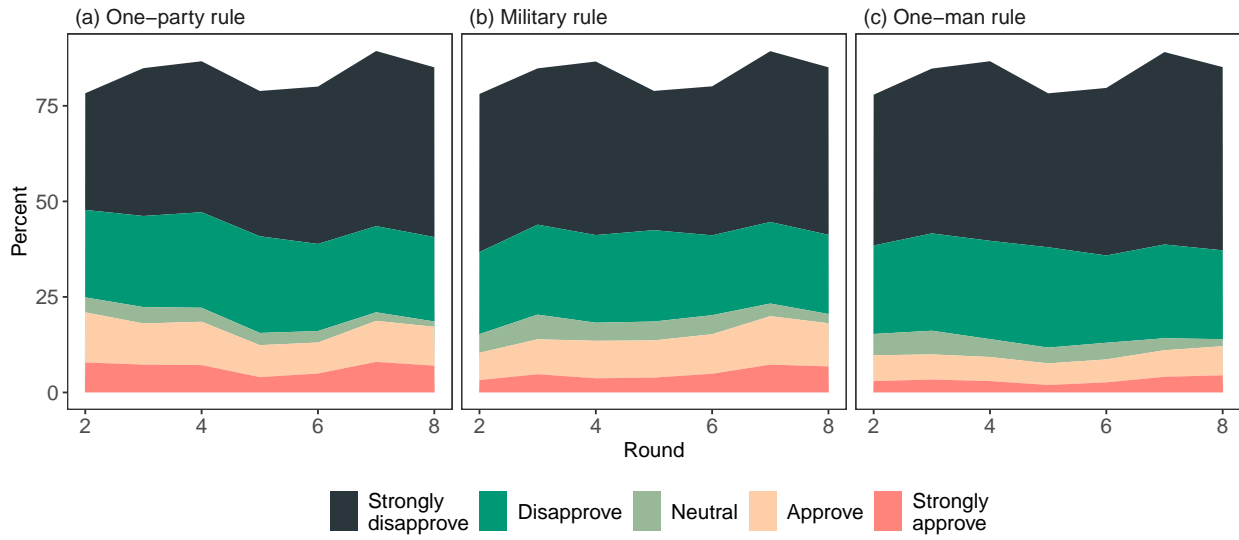 (a) One−party rule
(b) Military rule
(c) One−man rule
Percent
75
50
25
0
2 4 6 8
2 4 6 8
2 4 6 8
Round
Strongly
disapprove
Disapprove
Neutral
Approve
Strongly
approve